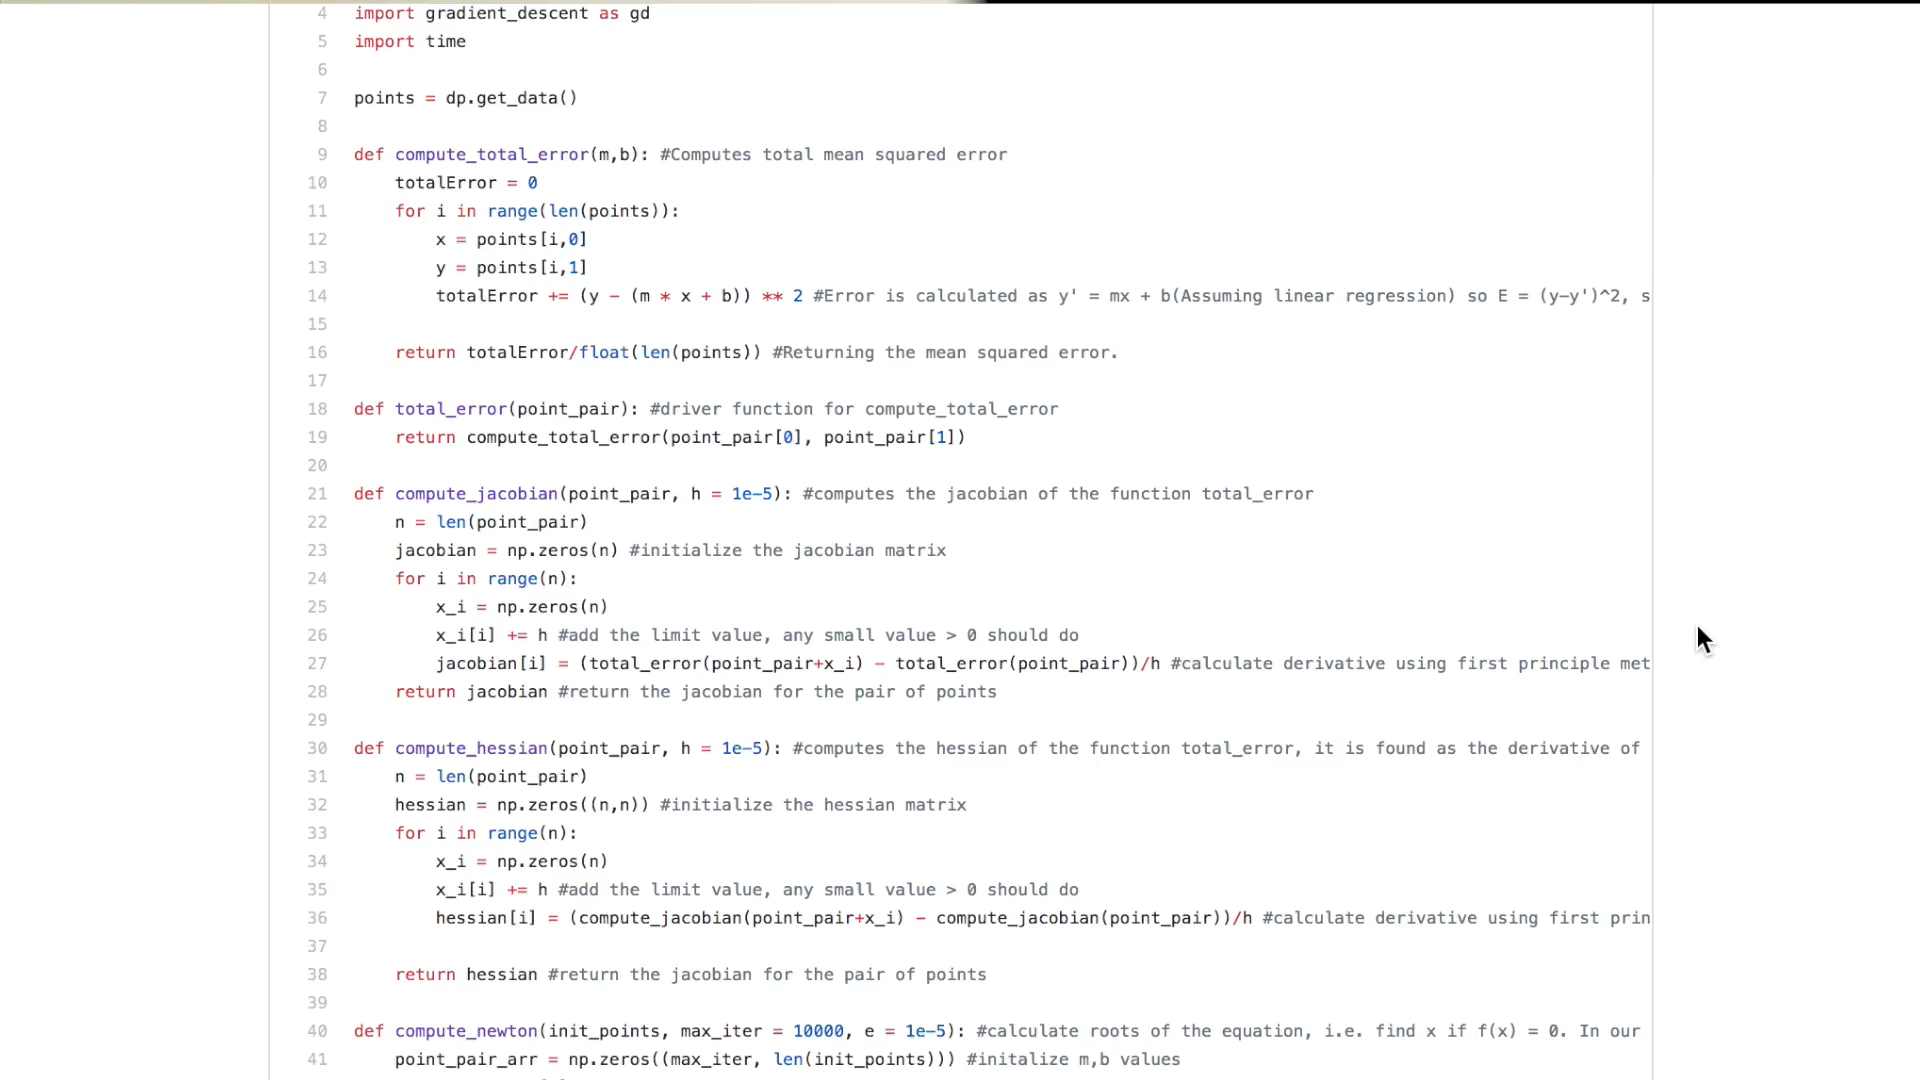 4 import gradient_descent as gd
5 import time
6
7 points = dp.get_data()
8
9 def compute_total_error(m,b): #Computes total mean squared error
10 totalError = 0
11 for i in range(len(points)):
12 x = points[i,0]
13 y = points[i,1]
14 totalError += (y - (m * x + b)) ** 2 #Error is calculated as y' = mx + b(Assuming linear regression) so E = (y-y')^2, s
15
16 return totalError/float(len(points)) #Returning the mean squared error.
17
18 def total_error(point_pair): #driver function for compute_total_error
19 return compute_total_error(point_pair[0], point_pair[1])
20
21 def compute_jacobian(point_pair, h = 1e-5): #computes the jacobian of the function total_error
22 n = len(point_pair)
23 jacobian = np.zeros(n) #initialize the jacobian matrix
24 for i in range(n):
25 x_i = np.zeros(n)
26 x_i[i] += h #add the limit value, any small value > 0 should do
27 jacobian[i] = (total_error(point_pair+x_i) - total_error(point_pair))/h #calculate derivative using first principle met
28 return jacobian #return the jacobian for the pair of points
29
30 def compute_hessian(point_pair, h = 1e-5): #computes the hessian of the function total_error, it is found as the derivative of
31 n = len(point_pair)
32 hessian = np.zeros((n,n)) #initialize the hessian matrix
33 for i in range(n):
34 x_i = np.zeros(n)
35 x_i[i] += h #add the limit value, any small value > 0 should do
36 hessian[i] = (compute_jacobian(point_pair+x_i) - compute_jacobian(point_pair))/h #calculate derivative using first prin
37
38 return hessian #return the jacobian for the pair of points
39
40 def compute_newton(init_points, max_iter = 10000, e = 1e-5): #calculate roots of the equation, i.e. find x if f(x) = 0. In our
41 point_pair_arr = np.zeros((max_iter, len(init_points))) #initalize m,b values